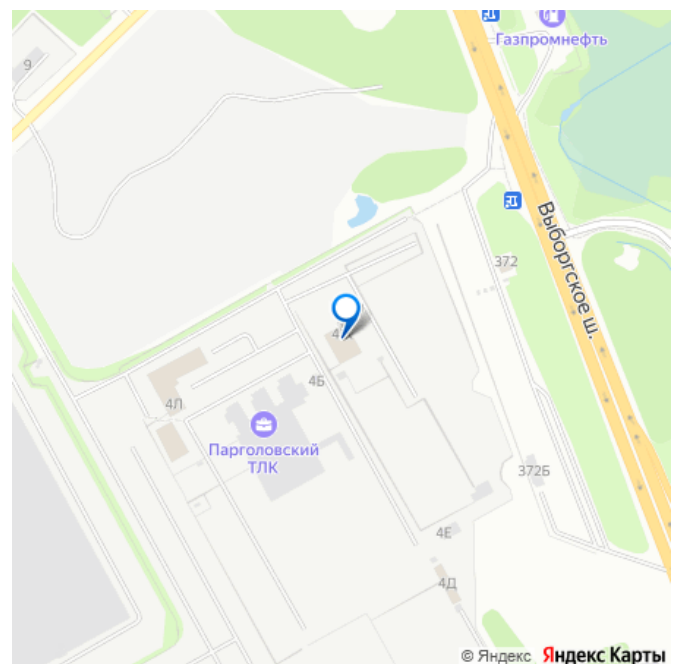 Газпромнефть
9
Выборгское ш.
372
4Б
4Л
Парголовский
ТЛК
372Б
4Е
4Д
© Яндекс Яндекс Карты